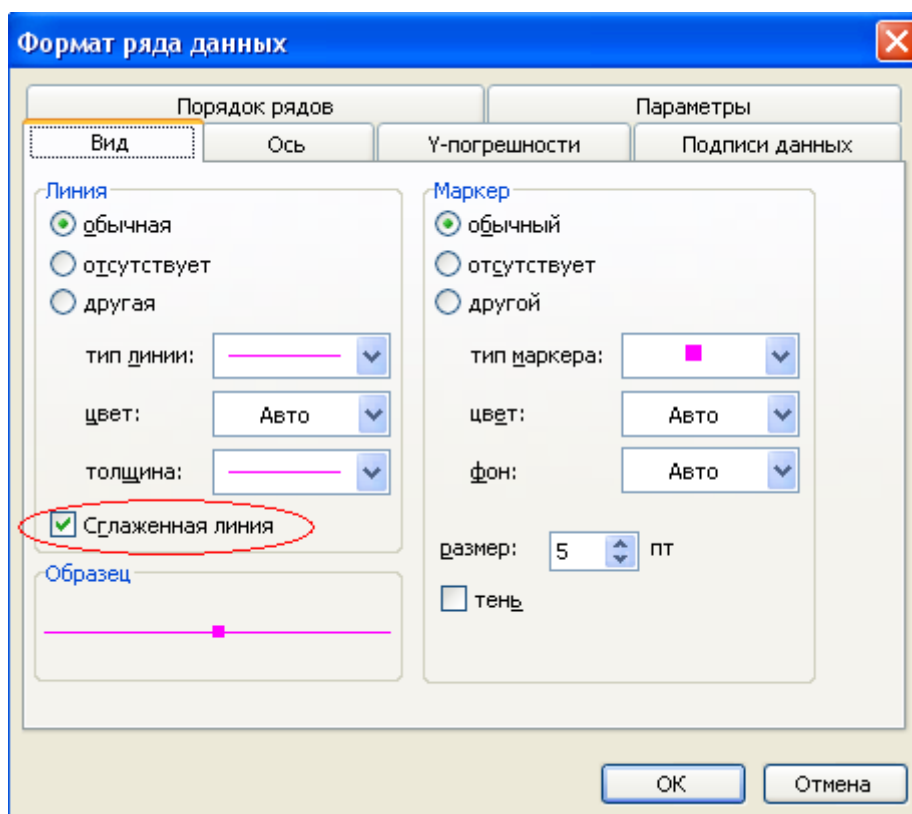 Формат ряда данных
Порядок рядов
Параметры
Вид
Ось
Y-погрешности
Подписи данных
Линия
обычная
отсутствует
другая
тип линии:
цвет:
Авто
толщина:
Сглаженная линия
Образец
Маркер
обычный
отсутствует
другой
тип маркера:
цвет:
Авто
фон:
Авто
размер:
5
пт
тень
ОК
Отмена